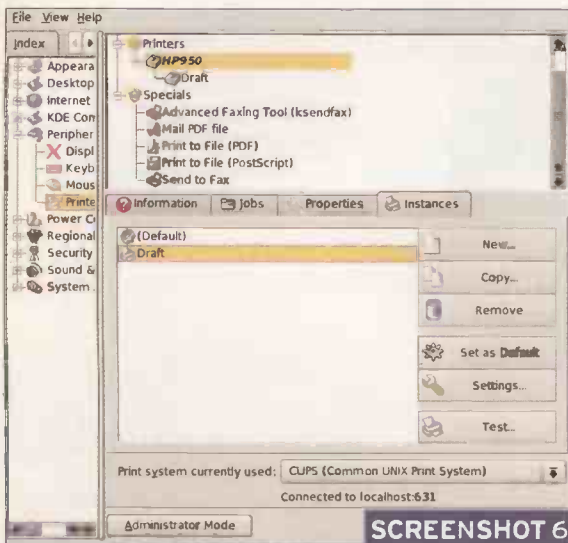 File View Help
Index
Appeara
Desktop
Internet
KDE Con
Peripher
Displ
Keyb
Mous
Printe
Power C
Regional
Security
Sound &
System
Printers
HP950
Draft
Specials
Advanced Faxing Tool (ksendfax)
Mail PDF file
Print to File (PDF)
Print to File (PostScript)
Send to Fax
Information Jobs Properties Instances
(Default)
Draft
New...
Copy...
Remove
Set as Default
Settings...
Test...
Print system currently used: CUPS (Common UNIX Print System)
Connected to localhost:631
Administrator Mode
SCREENSHOT 6